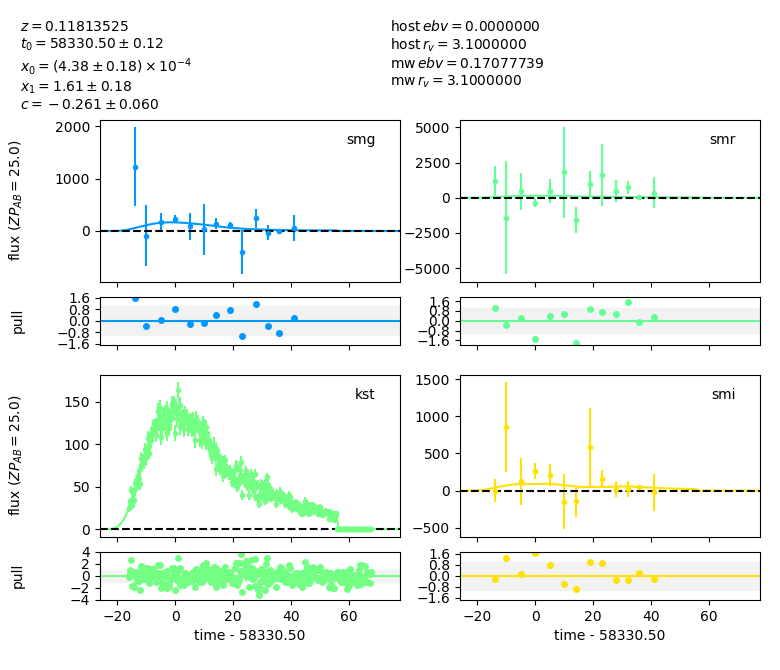 z = 0.11813525
t₀ = 58330.50 ± 0.12
x₀ = (4.38 ± 0.18) × 10⁻⁴
x₁ = 1.61 ± 0.18
c = −0.261 ± 0.060
host ebv = 0.0000000
host r_v = 3.1000000
mw ebv = 0.17077739
mw r_v = 3.1000000
flux (ZP_AB = 25.0)
2000
1000
0
smg
5000
2500
0
−2500
−5000
smr
pull
1.6
0.8
0.0
−0.8
−1.6
1.6
0.8
0.0
−0.8
−1.6
flux (ZP_AB = 25.0)
150
100
50
0
kst
1500
1000
500
0
−500
smi
pull
4
2
0
−2
−4
1.6
0.8
0.0
−0.8
−1.6
−20 0 20 40 60
−20 0 20 40 60
time - 58330.50
time - 58330.50